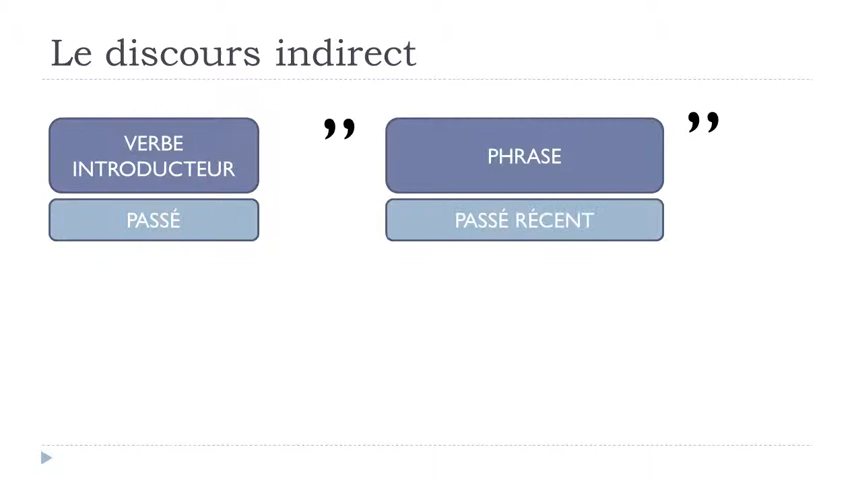 Le discours indirect
VERBE
INTRODUCTEUR
” PHRASE ”
PASSÉ
PASSÉ RÉCENT